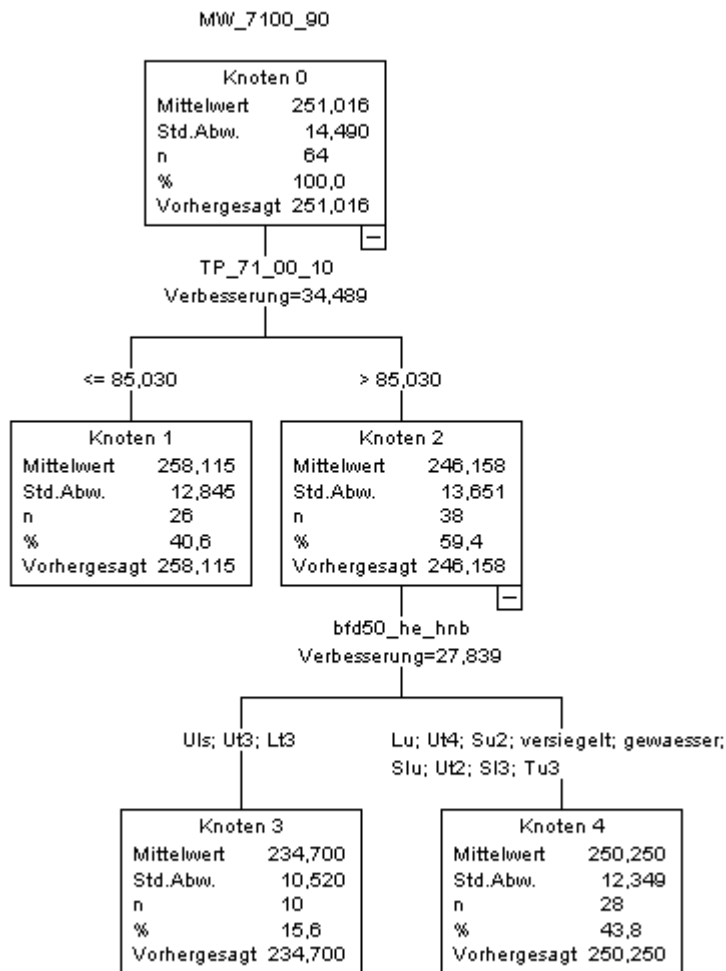 MW_7100_90
Knoten 0
Mittelwert 251,016
Std.Abw. 14,490
n 64
% 100,0
Vorhergesagt 251,016
TP_71_00_10
Verbesserung=34,489
<= 85,030
> 85,030
Knoten 1
Mittelwert 258,115
Std.Abw. 12,845
n 26
% 40,6
Vorhergesagt 258,115
Knoten 2
Mittelwert 246,158
Std.Abw. 13,651
n 38
% 59,4
Vorhergesagt 246,158
bfd50_he_hnb
Verbesserung=27,839
Uls; Ut3; Lt3
Lu; Ut4; Su2; versiegelt; gewaesser;
Slu; Ut2; Sl3; Tu3
Knoten 3
Mittelwert 234,700
Std.Abw. 10,520
n 10
% 15,6
Vorhergesagt 234,700
Knoten 4
Mittelwert 250,250
Std.Abw. 12,349
n 28
% 43,8
Vorhergesagt 250,250